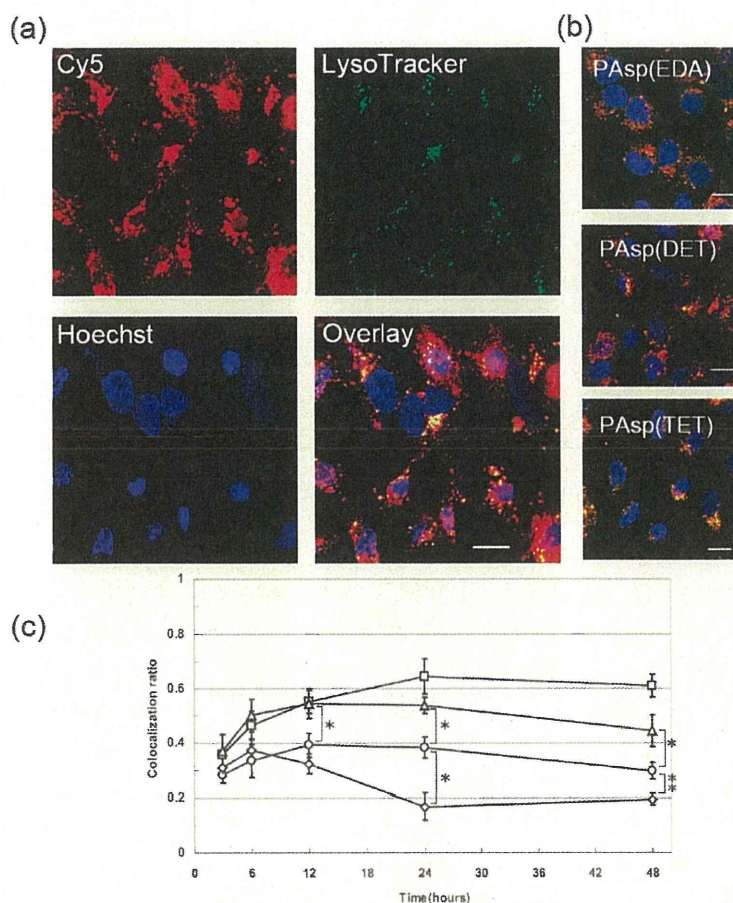 (a)
Cy5
LysoTracker
Hoechst
Overlay
(b)
PAsp(EDA)
PAsp(DET)
PAsp(TET)
(c)
1
0.8
0.6
0.4
0.2
0
Colocalization ratio
*
*
*
*
*
*
0
6
12
18
24
30
36
42
48
Time(hours)